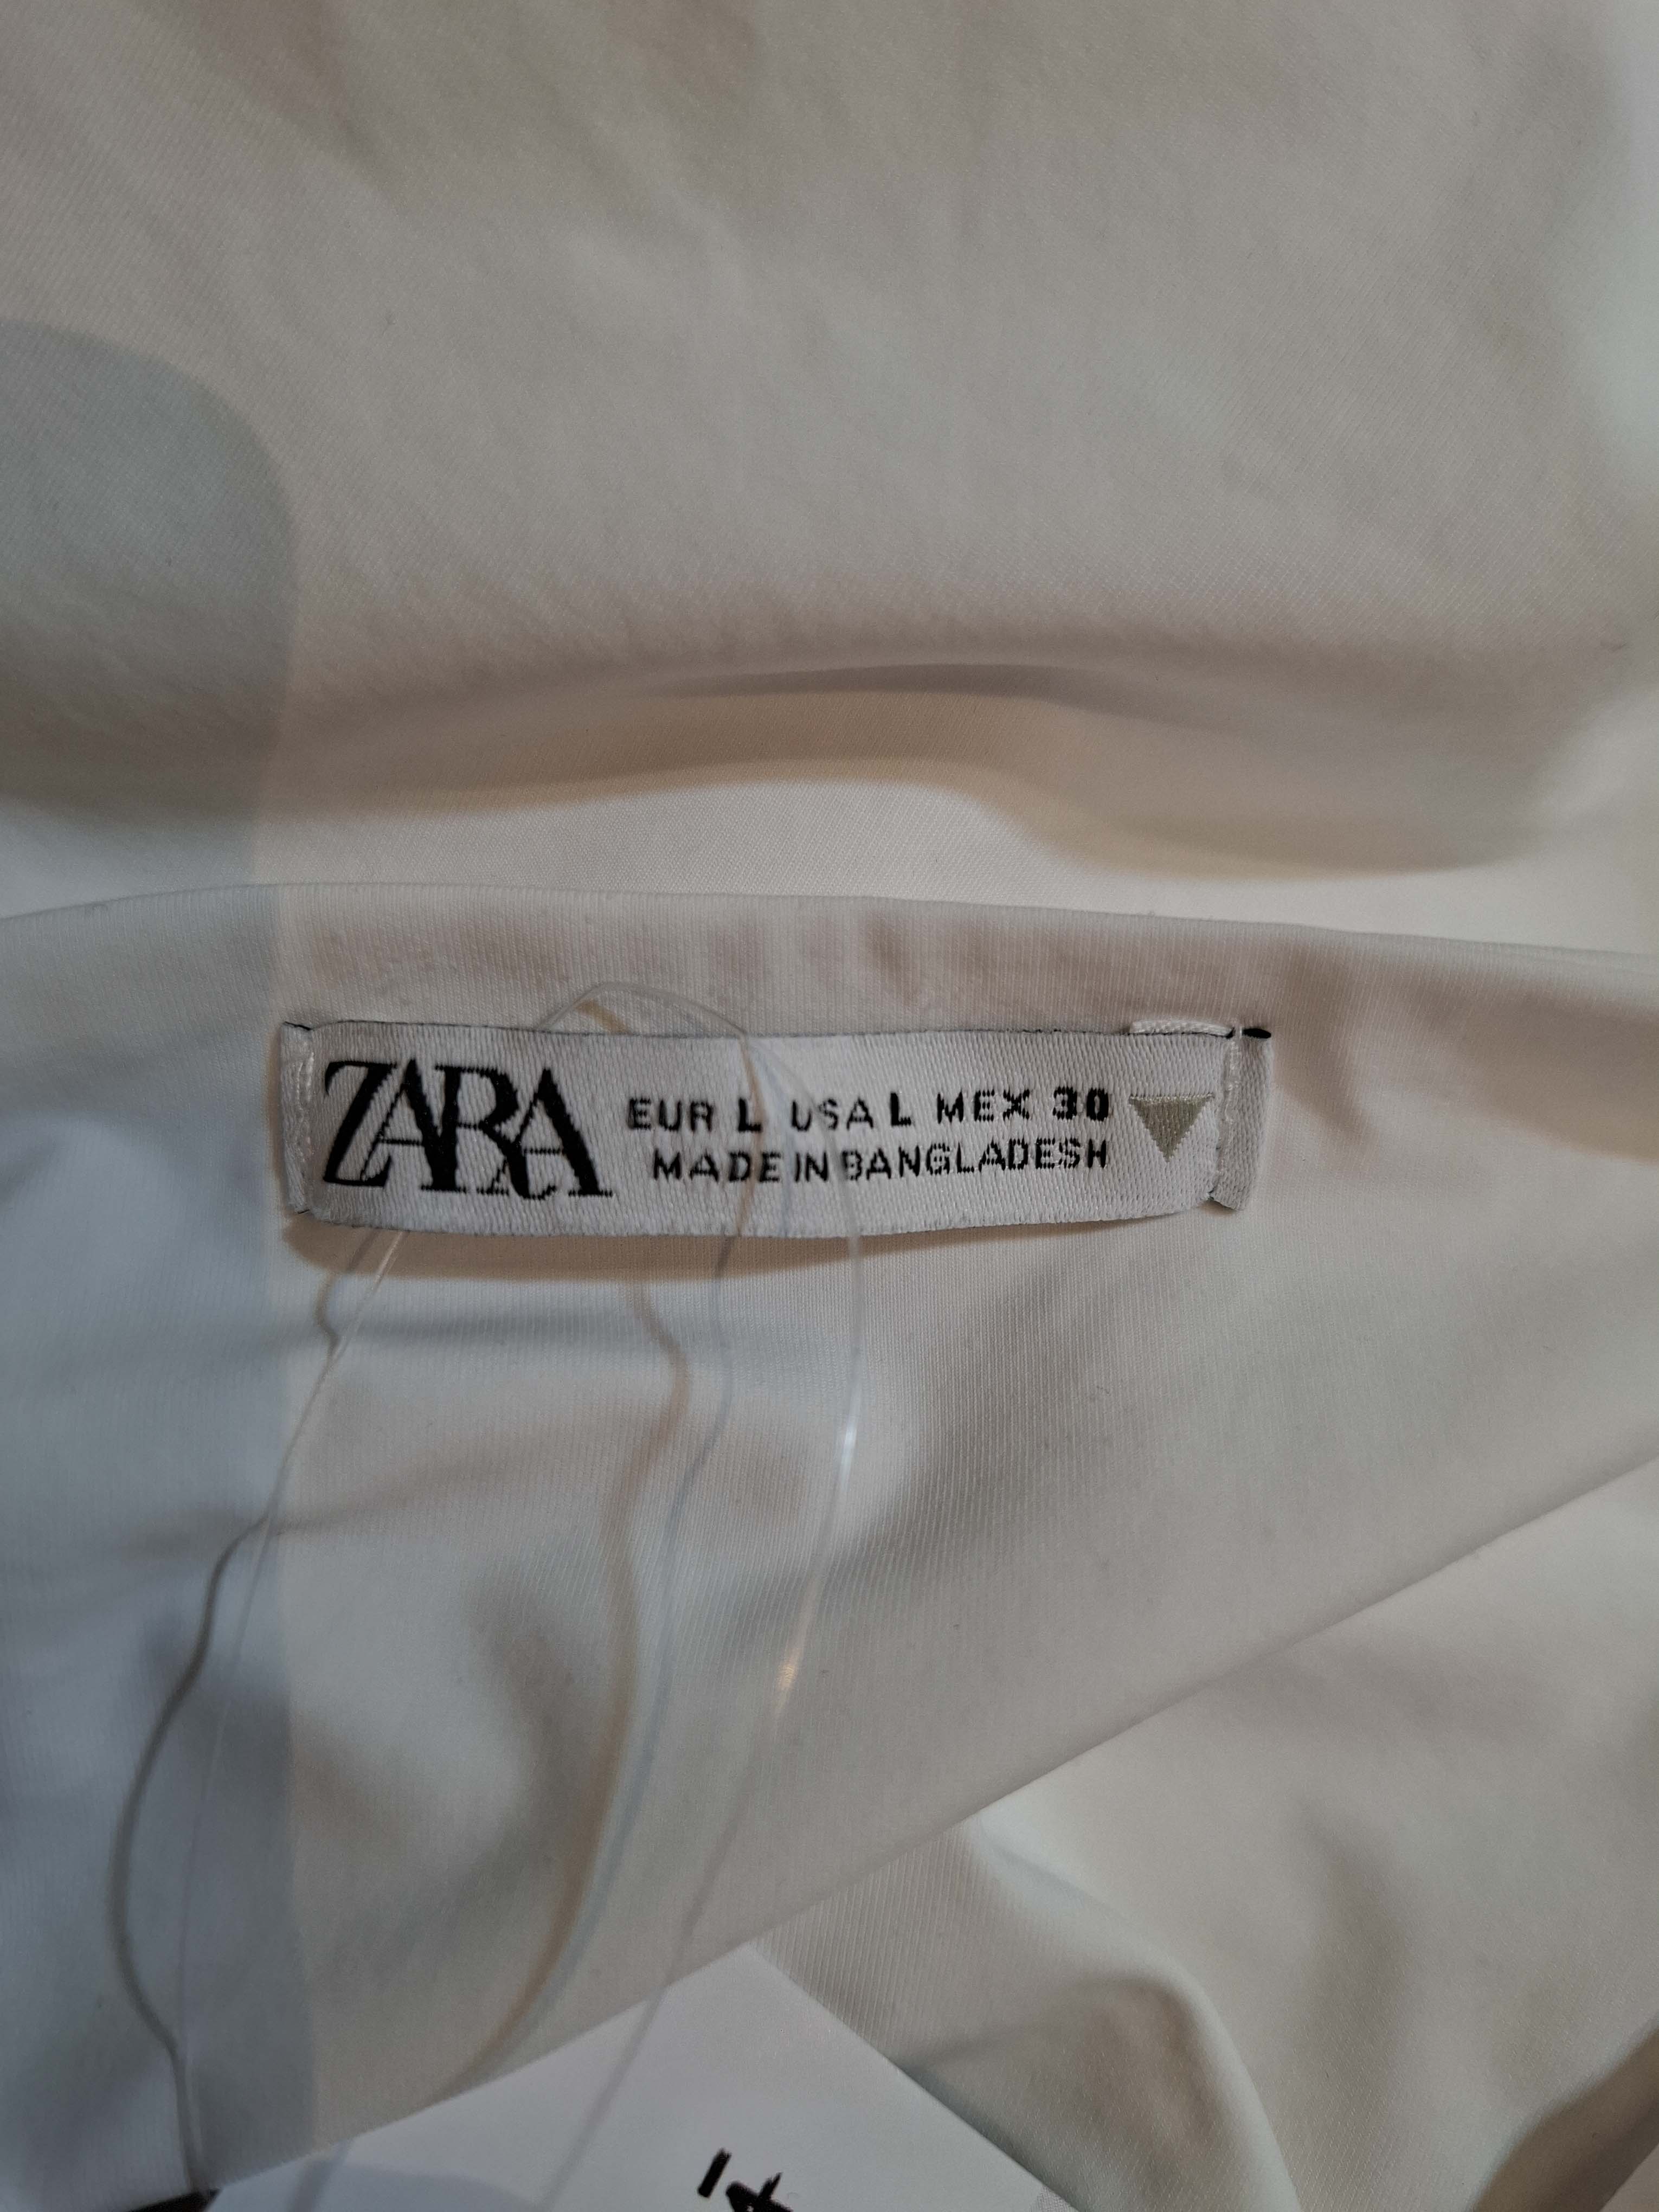 ZARA
EUR L USA L MEX 30
MADE IN BANGLADESH